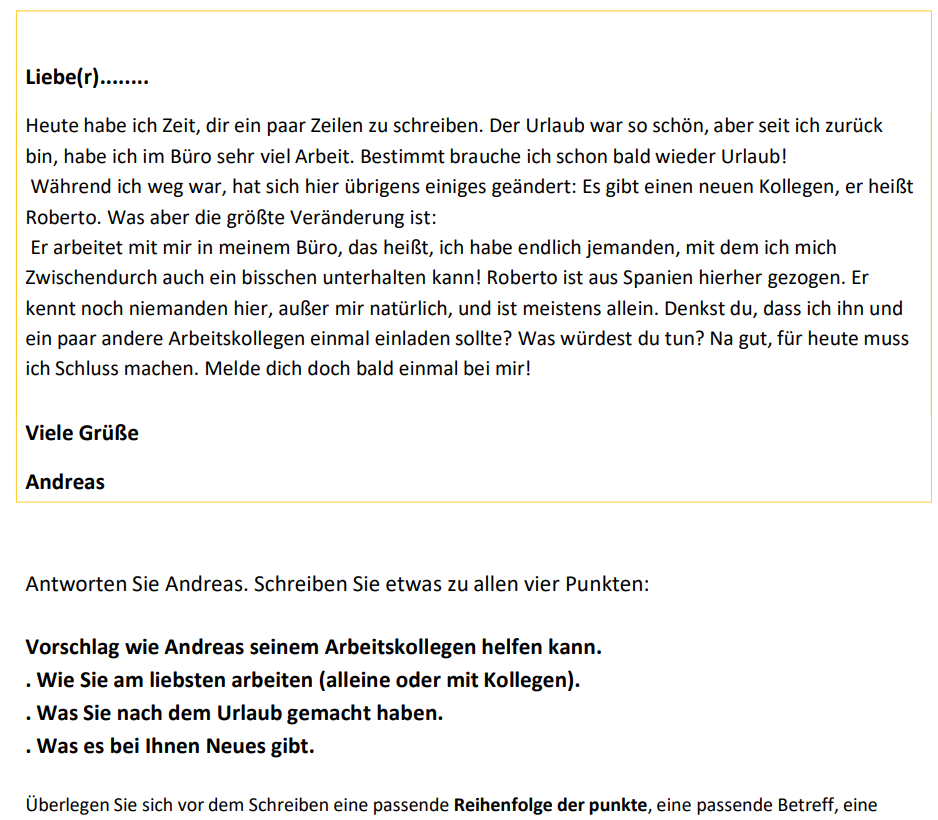 Liebe(r)........
Heute habe ich Zeit, dir ein paar Zeilen zu schreiben. Der Urlaub war so schön, aber seit ich zurück
bin, habe ich im Büro sehr viel Arbeit. Bestimmt brauche ich schon bald wieder Urlaub!
Während ich weg war, hat sich hier übrigens einiges geändert: Es gibt einen neuen Kollegen, er heißt
Roberto. Was aber die größte Veränderung ist:
Er arbeitet mit mir in meinem Büro, das heißt, ich habe endlich jemanden, mit dem ich mich
Zwischendurch auch ein bisschen unterhalten kann! Roberto ist aus Spanien hierher gezogen. Er
kennt noch niemanden hier, außer mir natürlich, und ist meistens allein. Denkst du, dass ich ihn und
ein paar andere Arbeitskollegen einmal einladen sollte? Was würdest du tun? Na gut, für heute muss
ich Schluss machen. Melde dich doch bald einmal bei mir!
Viele Grüße
Andreas
Antworten Sie Andreas. Schreiben Sie etwas zu allen vier Punkten:
Vorschlag wie Andreas seinem Arbeitskollegen helfen kann.
. Wie Sie am liebsten arbeiten (alleine oder mit Kollegen).
. Was Sie nach dem Urlaub gemacht haben.
. Was es bei Ihnen Neues gibt.
Überlegen Sie sich vor dem Schreiben eine passende Reihenfolge der punkte, eine passende Betreff, eine